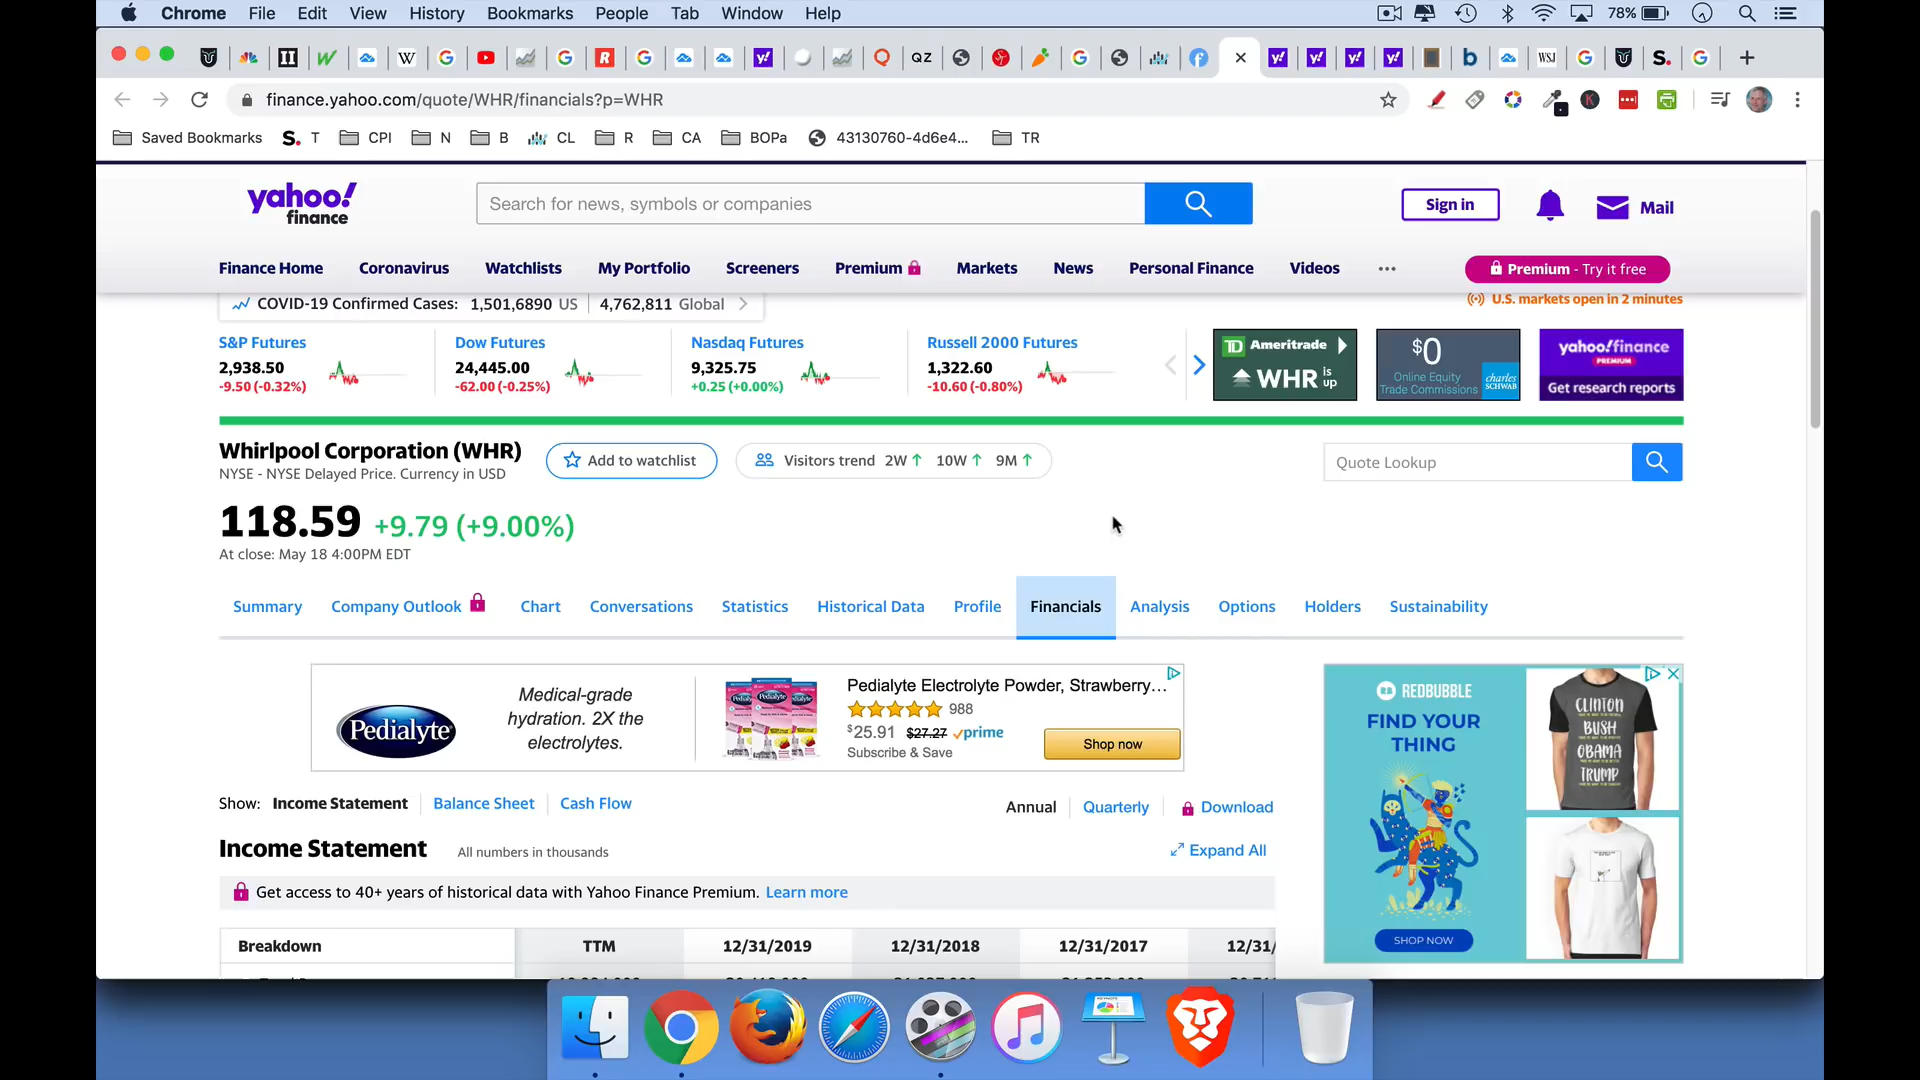 Chrome File Edit View History Bookmarks People Tab Window Help 78%
QZ WSJ
finance.yahoo.com/quote/WHR/financials?p=WHR
Saved Bookmarks S. T CPI N B CL R CA BOPa 43130760-4d6e4... TR
yahoo!
finance
Search for news, symbols or companies
Sign in
Mail
Finance Home Coronavirus Watchlists My Portfolio Screeners Premium Markets News Personal Finance Videos ••• Premium - Try it free
COVID-19 Confirmed Cases: 1,501,6890 US 4,762,811 Global
U.S. markets open in 2 minutes
S&P Futures
2,938.50
-9.50 (-0.32%)
Dow Futures
24,445.00
-62.00 (-0.25%)
Nasdaq Futures
9,325.75
+0.25 (+0.00%)
Russell 2000 Futures
1,322.60
-10.60 (-0.80%)
TD Ameritrade
WHR is up
$0
Online Equity
Trade Commissions
charles
SCHWAB
yahoo!finance
PREMIUM
Get research reports
Whirlpool Corporation (WHR)
NYSE - NYSE Delayed Price. Currency in USD
Add to watchlist
Visitors trend 2W 10W 9M
Quote Lookup
118.59 +9.79 (+9.00%)
At close: May 18 4:00PM EDT
Summary Company Outlook Chart Conversations Statistics Historical Data Profile Financials Analysis Options Holders Sustainability
Pedialyte
Medical-grade
hydration. 2X the
electrolytes.
Pedialyte Electrolyte Powder, Strawberry...
988
$25.91 $27.27 prime
Subscribe & Save
Shop now
REDBUBBLE
FIND YOUR
THING
SHOP NOW
CLINTON
BUSH
OBAMA
TRUMP
Show: Income Statement Balance Sheet Cash Flow
Annual Quarterly Download
Income Statement All numbers in thousands
Expand All
Get access to 40+ years of historical data with Yahoo Finance Premium. Learn more
Breakdown TTM 12/31/2019 12/31/2018 12/31/2017 12/31/
KEYNOTE